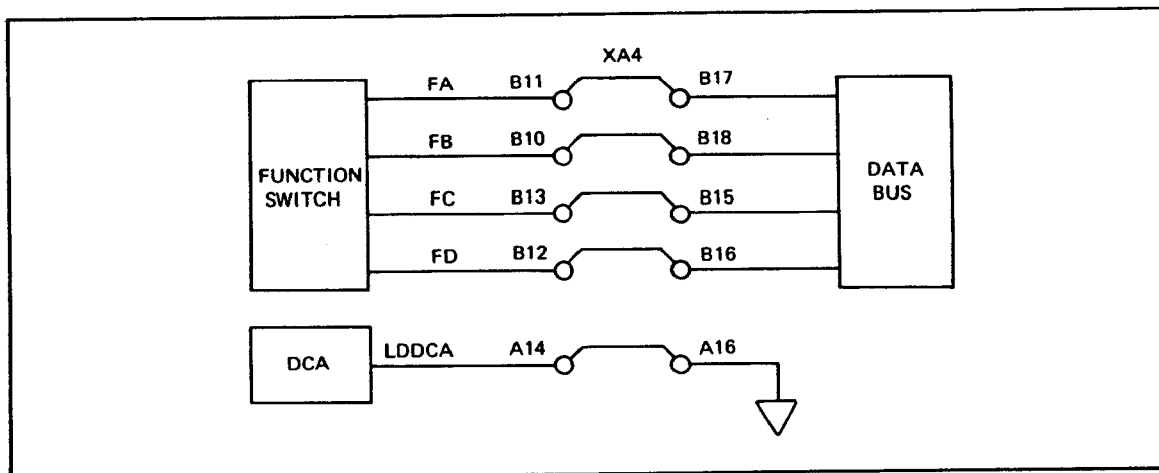 XA4
FA B11 B17
FB B10 B18
FUNCTION
SWITCH
FC B13 B15
FD B12 B16
DATA
BUS
DCA
LDDCA A14 A16